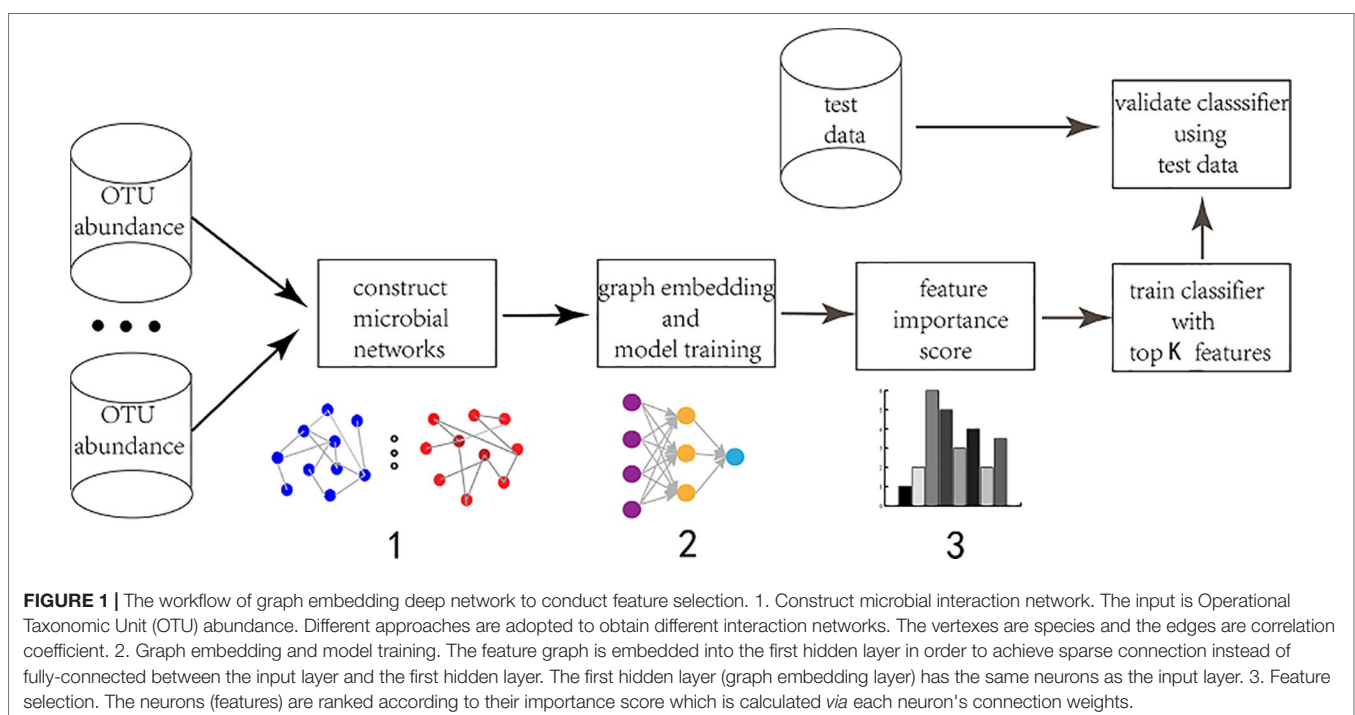 OTU
abundance
OTU
abundance
construct
microbial
networks
graph embedding
and
model training
feature
importance
score
train classifier
with
top K features
test
data
validate classsifier
using
test data
1
2
3
FIGURE 1 | The workflow of graph embedding deep network to conduct feature selection. 1. Construct microbial interaction network. The input is Operational
Taxonomic Unit (OTU) abundance. Different approaches are adopted to obtain different interaction networks. The vertexes are species and the edges are correlation
coefficient. 2. Graph embedding and model training. The feature graph is embedded into the first hidden layer in order to achieve sparse connection instead of
fully-connected between the input layer and the first hidden layer. The first hidden layer (graph embedding layer) has the same neurons as the input layer. 3. Feature
selection. The neurons (features) are ranked according to their importance score which is calculated via each neuron's connection weights.